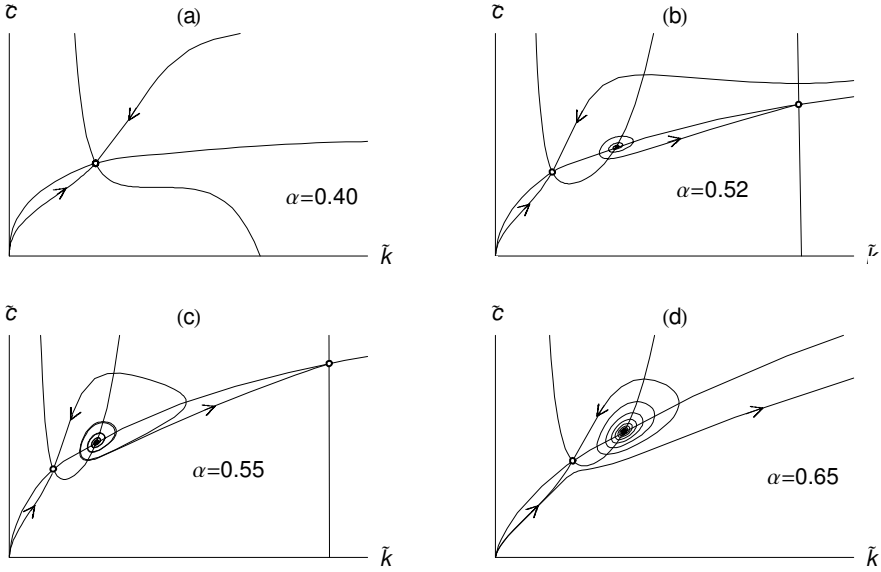 c̃ (a)
α=0.40
k̃
c̃ (b)
α=0.52
k̃
c̃ (c)
α=0.55
k̃
c̃ (d)
α=0.65
k̃